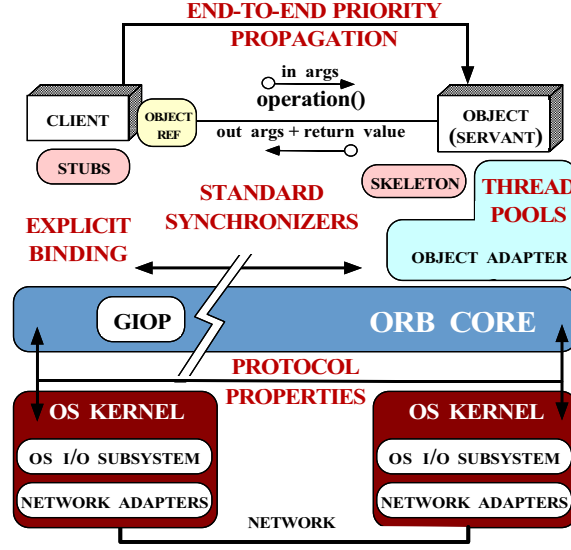 END-TO-END PRIORITY
PROPAGATION
in args
operation()
out args + return value
CLIENT
OBJECT
REF
OBJECT
(SERVANT)
STUBS
SKELETON
THREAD
POOLS
STANDARD
SYNCHRONIZERS
EXPLICIT
BINDING
OBJECT ADAPTER
GIOP
ORB CORE
PROTOCOL
PROPERTIES
OS KERNEL
OS I/O SUBSYSTEM
NETWORK ADAPTERS
OS KERNEL
OS I/O SUBSYSTEM
NETWORK ADAPTERS
NETWORK